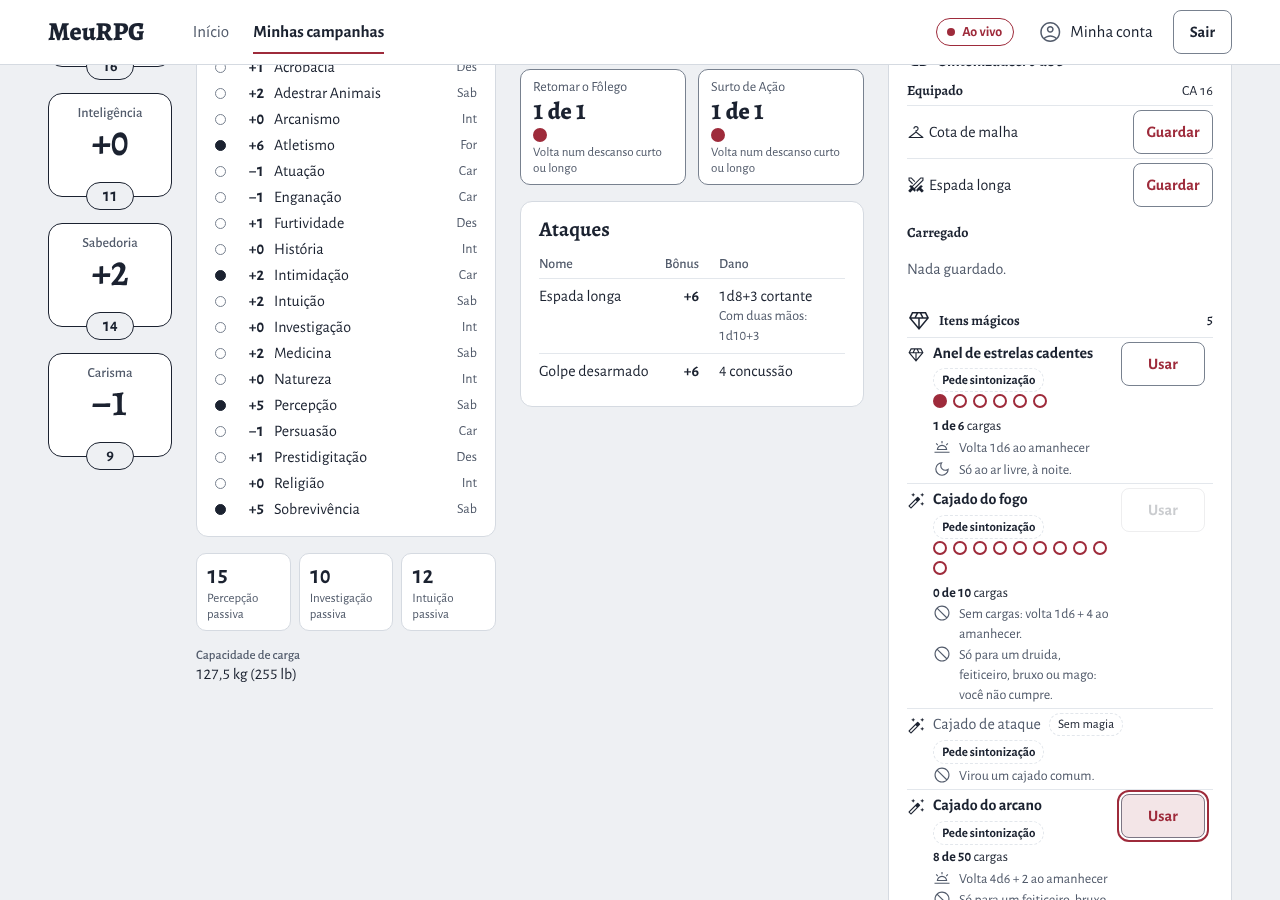 MeuRPG
Início
Minhas campanhas
Ao vivo
Minha conta
Sair
16
Inteligência
+0
11
Sabedoria
+2
14
Carisma
−1
9
+1 Acrobacia Des
+2 Adestrar Animais Sab
+0 Arcanismo Int
+6 Atletismo For
−1 Atuação Car
−1 Enganação Car
+1 Furtividade Des
+0 História Int
+2 Intimidação Car
+2 Intuição Sab
+0 Investigação Int
+2 Medicina Sab
+0 Natureza Int
+5 Percepção Sab
−1 Persuasão Car
+1 Prestidigitação Des
+0 Religião Int
+5 Sobrevivência Sab
15
Percepção
passiva
10
Investigação
passiva
12
Intuição
passiva
Capacidade de carga
127,5 kg (255 lb)
Retomar o Fôlego
1 de 1
Volta num descanso curto
ou longo
Surto de Ação
1 de 1
Volta num descanso curto
ou longo
Ataques
Nome Bônus Dano
Espada longa +6 1d8+3 cortante
Com duas mãos:
1d10+3
Golpe desarmado +6 4 concussão
Equipado CA 16
Cota de malha Guardar
Espada longa Guardar
Carregado
Nada guardado.
Itens mágicos 5
Anel de estrelas cadentes Usar
Pede sintonização
1 de 6 cargas
Volta 1d6 ao amanhecer
Só ao ar livre, à noite.
Cajado do fogo Usar
Pede sintonização
0 de 10 cargas
Sem cargas: volta 1d6 + 4 ao
amanhecer.
Só para um druida,
feiticeiro, bruxo ou mago:
você não cumpre.
Cajado de ataque Sem magia
Pede sintonização
Virou um cajado comum.
Cajado do arcano Usar
Pede sintonização
8 de 50 cargas
Volta 4d6 + 2 ao amanhecer
Só para um feiticeiro, bruxo